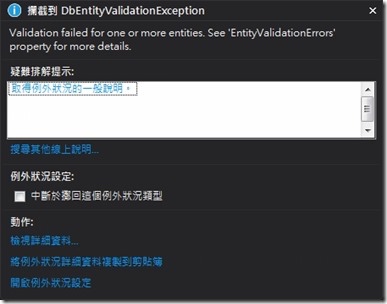 攔截到 DbEntityValidationException
Validation failed for one or more entities. See 'EntityValidationErrors'
property for more details.
疑難排解提示:
取得例外狀況的一般說明。
搜尋其他線上說明...
例外狀況設定:
中斷於擲回這個例外狀況類型
動作:
檢視詳細資料...
將例外狀況詳細資料複製到剪貼簿
開啟例外狀況設定